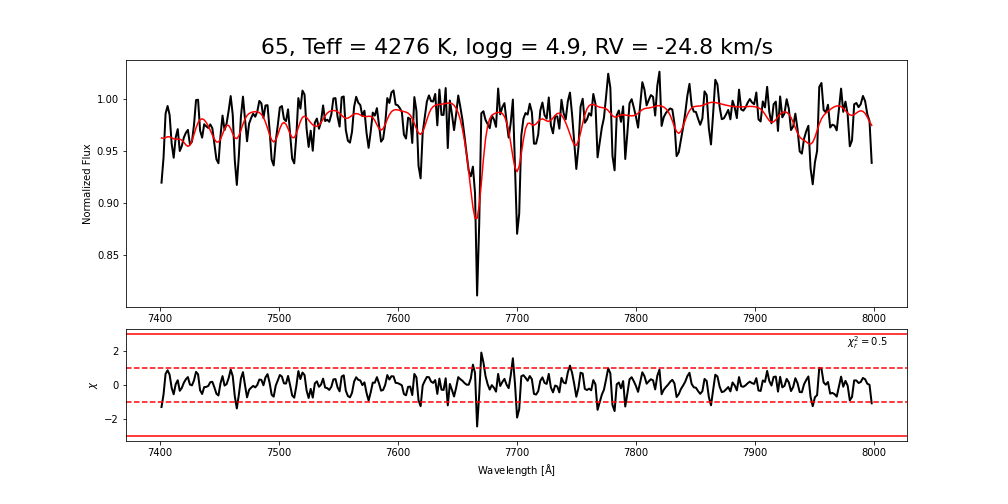 65, Teff = 4276 K, logg = 4.9, RV = -24.8 km/s
Normalized Flux
1.00
0.95
0.90
0.85
7400 7500 7600 7700 7800 7900 8000
χ
2
0
−2
χ²ᵣ = 0.5
7400 7500 7600 7700 7800 7900 8000
Wavelength [Å]